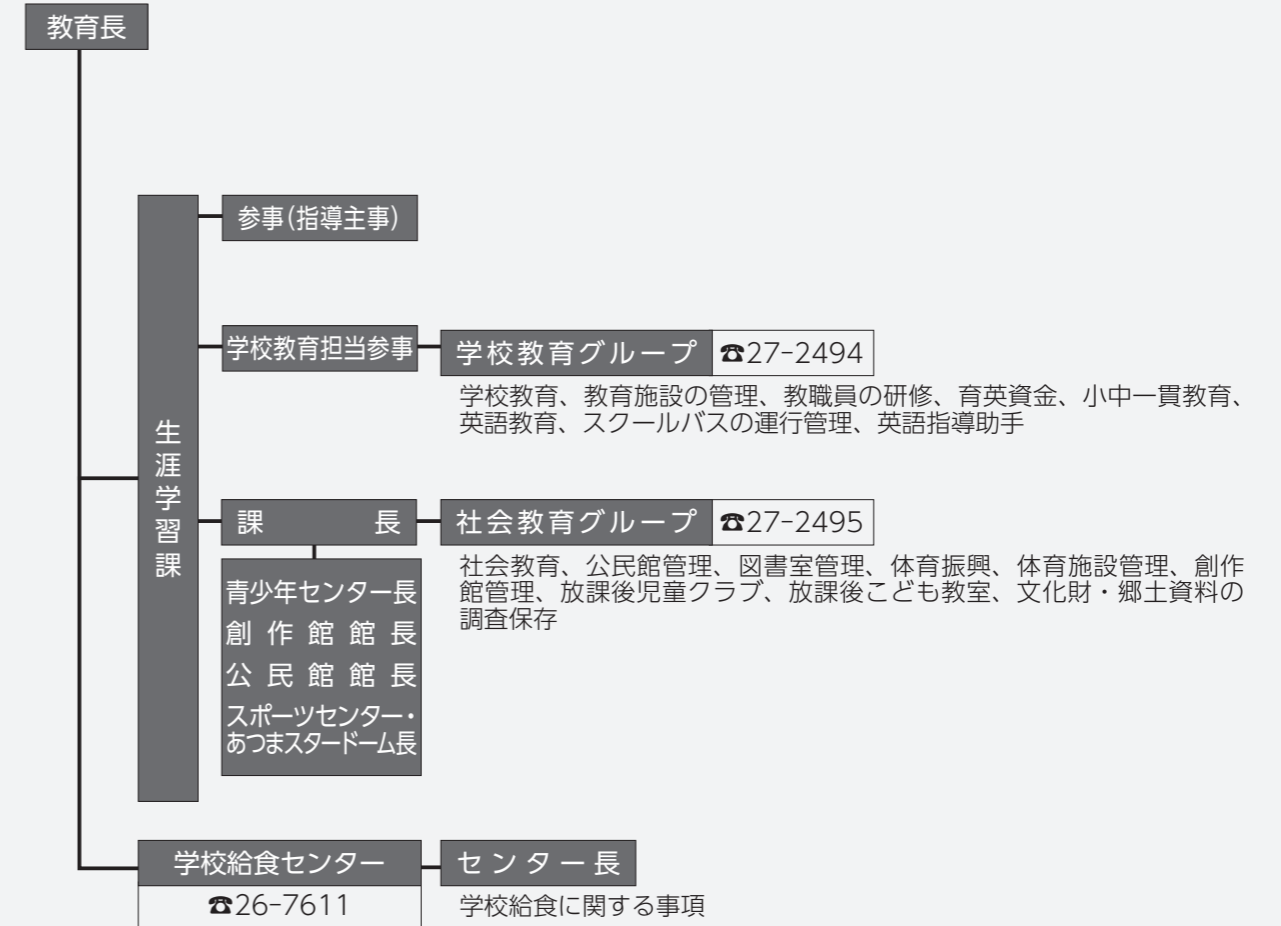 教育長
生涯学習課
参事(指導主事)
学校教育担当参事
学校教育グループ ☎27-2494
学校教育、教育施設の管理、教職員の研修、育英資金、小中一貫教育、
英語教育、スクールバスの運行管理、英語指導助手
課長
社会教育グループ ☎27-2495
社会教育、公民館管理、図書室管理、体育振興、体育施設管理、創作
館管理、放課後児童クラブ、放課後こども教室、文化財・郷土資料の
調査保存
青少年センター長
創作館館長
公民館館長
スポーツセンター・
あつまスタードーム長
学校給食センター
☎26-7611
センター長
学校給食に関する事項